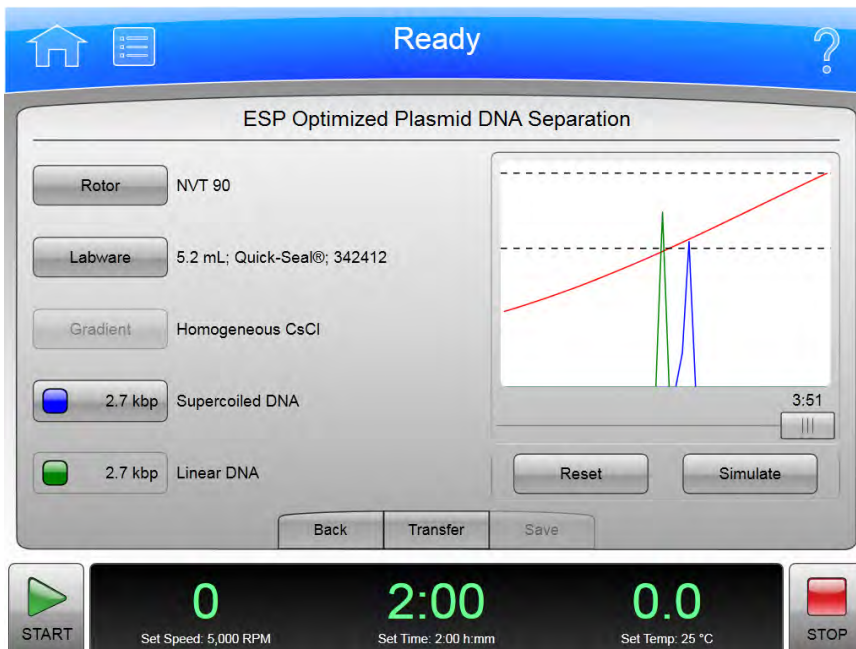 Ready
?
ESP Optimized Plasmid DNA Separation
Rotor NVT 90
Labware 5.2 mL; Quick-Seal®; 342412
Gradient Homogeneous CsCl
2.7 kbp Supercoiled DNA
3:51
2.7 kbp Linear DNA
Reset Simulate
Back Transfer Save
START 0 2:00 0.0 STOP
Set Speed: 5,000 RPM Set Time: 2:00 h:mm Set Temp: 25 °C